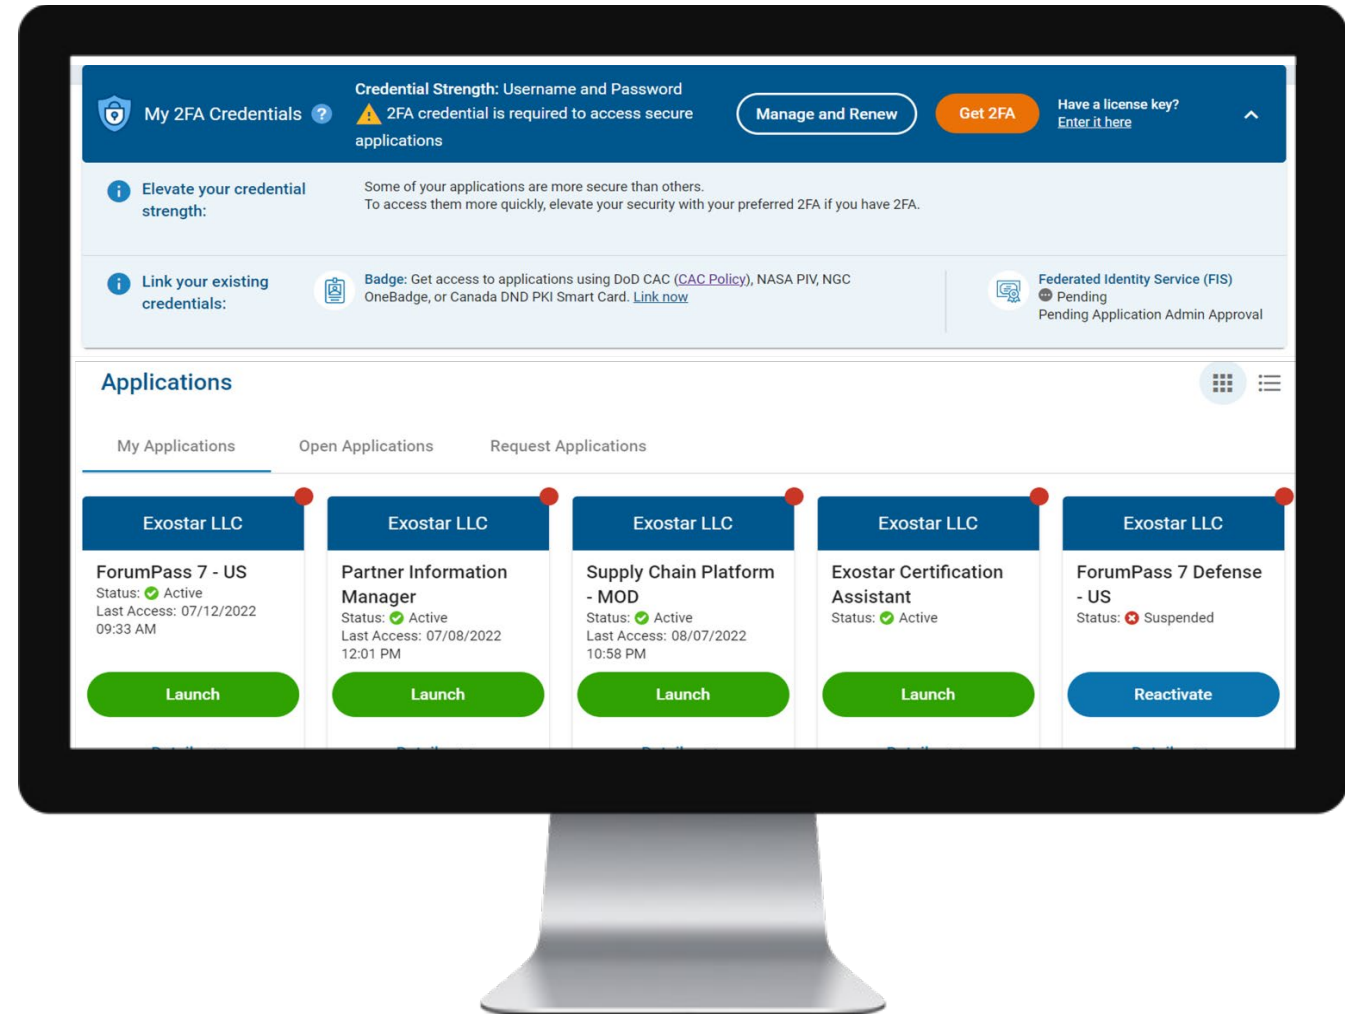 My 2FA Credentials ?
Credential Strength: Username and Password
2FA credential is required to access secure
applications
Manage and Renew
Get 2FA
Have a license key?
Enter it here
Elevate your credential
strength:
Some of your applications are more secure than others.
To access them more quickly, elevate your security with your preferred 2FA if you have 2FA.
Link your existing
credentials:
Badge: Get access to applications using DoD CAC (CAC Policy), NASA PIV, NGC
OneBadge, or Canada DND PKI Smart Card. Link now
Federated Identity Service (FIS)
Pending
Pending Application Admin Approval
Applications
My Applications
Open Applications
Request Applications
Exostar LLC
ForumPass 7 - US
Status: Active
Last Access: 07/12/2022
09:33 AM
Launch
Exostar LLC
Partner Information
Manager
Status: Active
Last Access: 07/08/2022
12:01 PM
Launch
Exostar LLC
Supply Chain Platform
- MOD
Status: Active
Last Access: 08/07/2022
10:58 PM
Launch
Exostar LLC
Exostar Certification
Assistant
Status: Active
Launch
Exostar LLC
ForumPass 7 Defense
- US
Status: Suspended
Reactivate